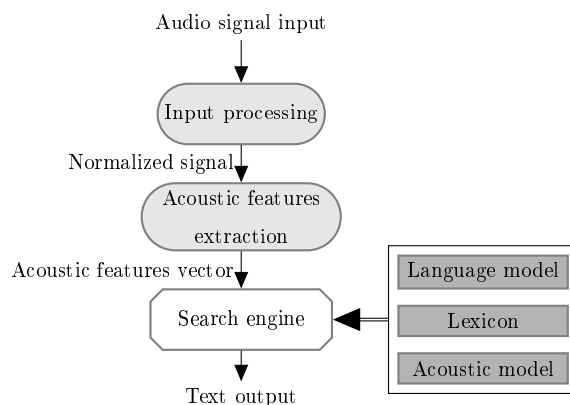 Audio signal input
Input processing
Normalized signal
Acoustic features
extraction
Acoustic features vector
Search engine
Text output
Language model
Lexicon
Acoustic model